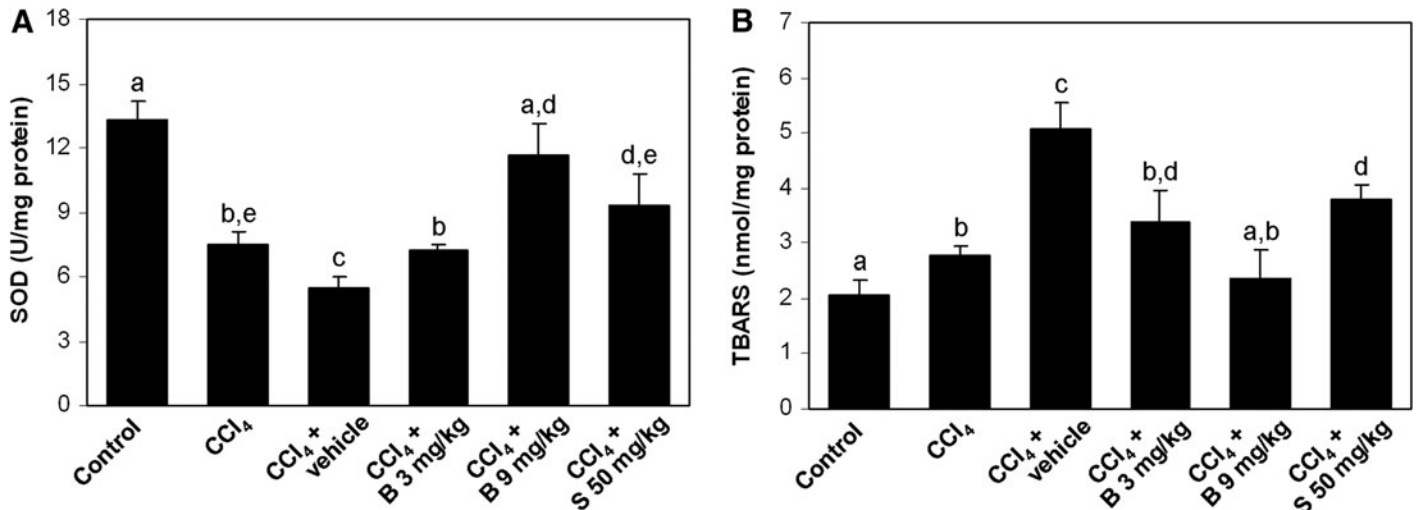 A
SOD (U/mg protein)
18
15
12
9
6
3
0
a
b,e
c
b
a,d
d,e
Control
CCl₄
CCl₄ +
vehicle
CCl₄ +
B 3 mg/kg
CCl₄ +
B 9 mg/kg
CCl₄ +
S 50 mg/kg
B
TBARS (nmol/mg protein)
7
6
5
4
3
2
1
0
a
b
c
b,d
a,b
d
Control
CCl₄
CCl₄ +
vehicle
CCl₄ +
B 3 mg/kg
CCl₄ +
B 9 mg/kg
CCl₄ +
S 50 mg/kg